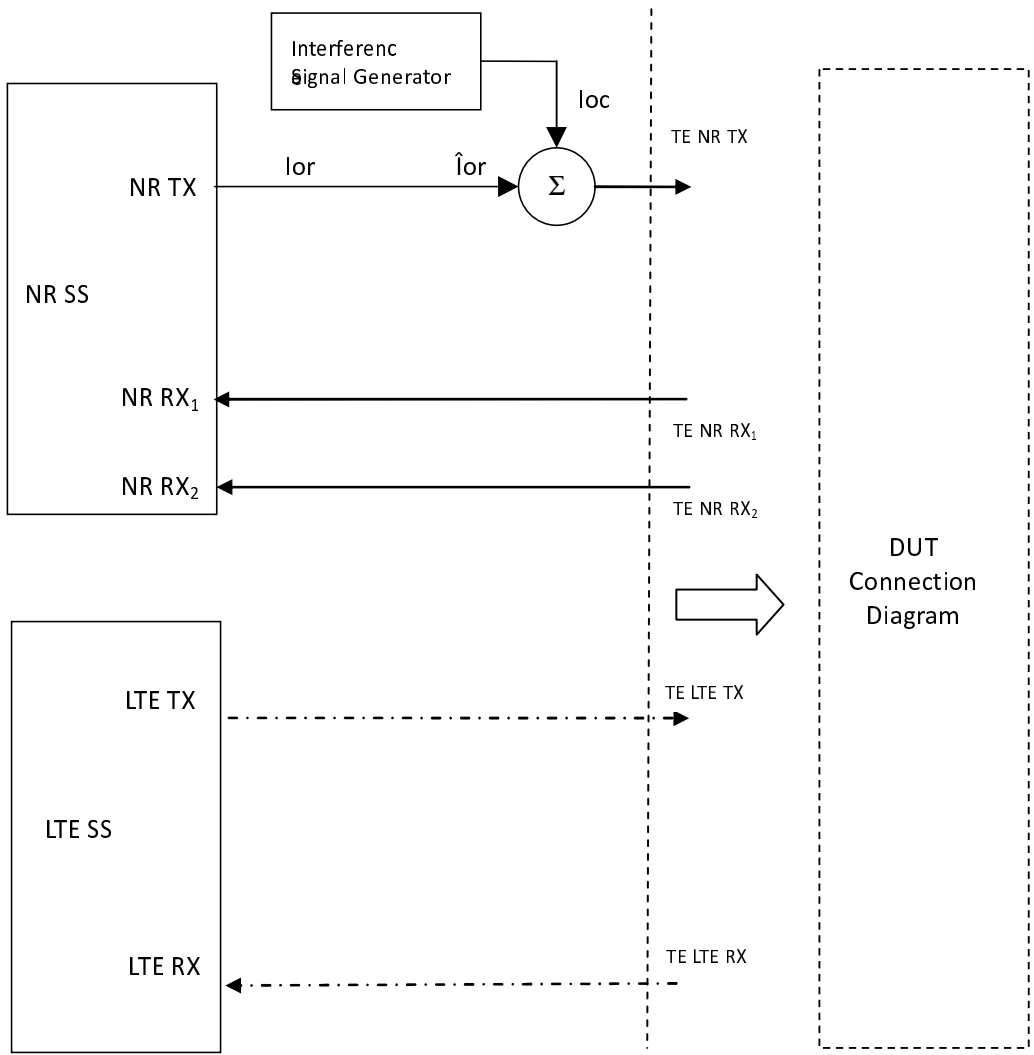 Interferenc
e
Signal Generator
Ioc
TE NR TX
NR TX
Ior
Îor
Σ
NR SS
NR RX₁
TE NR RX₁
NR RX₂
TE NR RX₂
DUT
Connection
Diagram
LTE TX
TE LTE TX
LTE SS
LTE RX
TE LTE RX